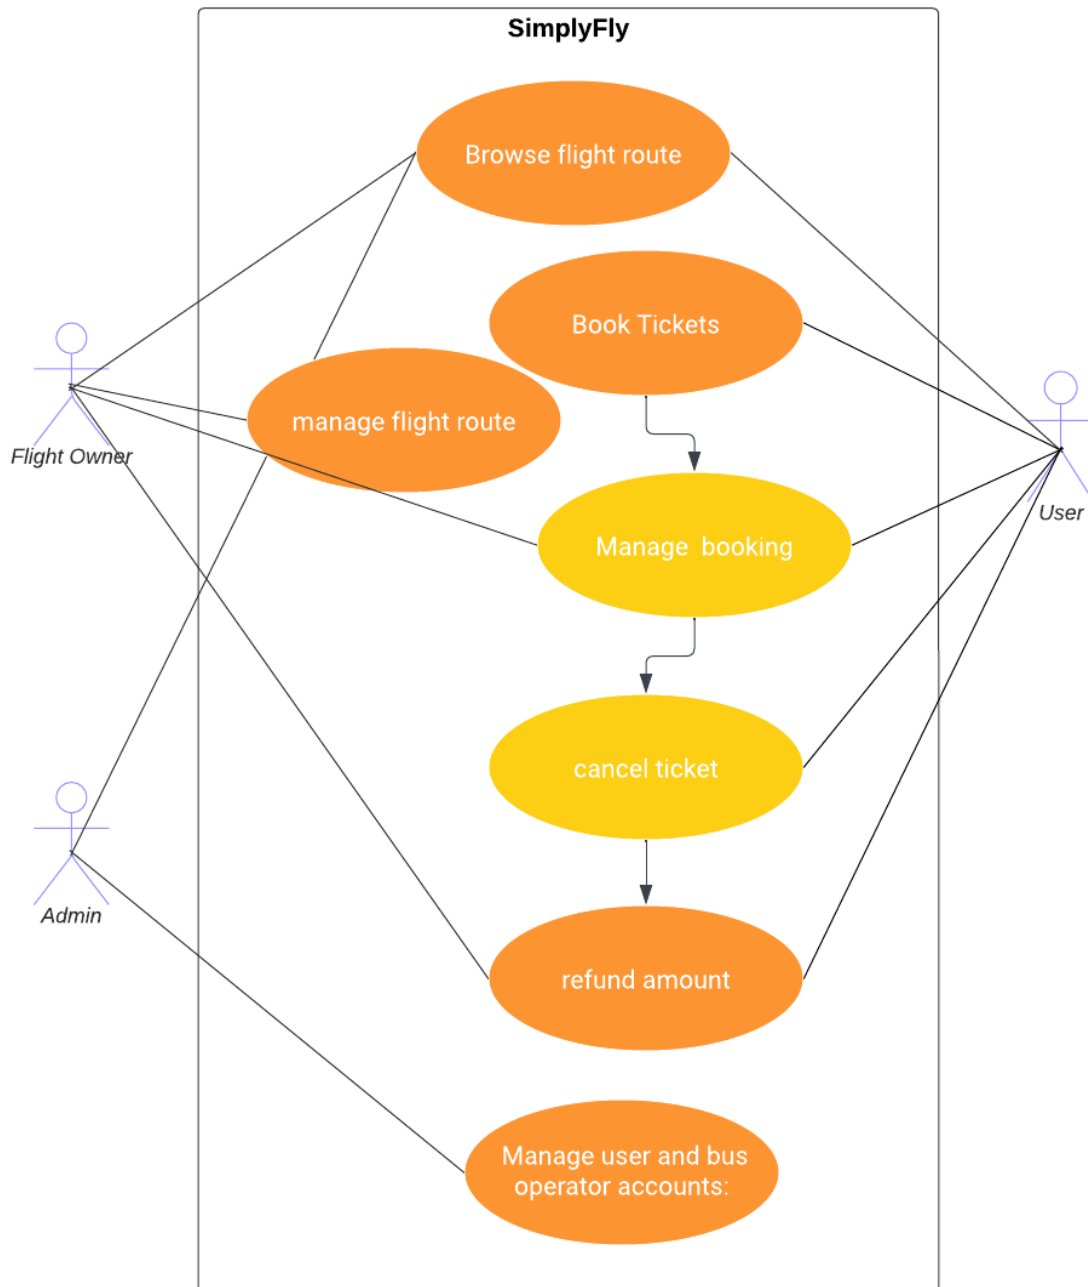 SimplyFly
Browse flight route
Book Tickets
manage flight route
Flight Owner
User
Manage  booking
cancel ticket
Admin
refund amount
Manage user and bus
operator accounts: